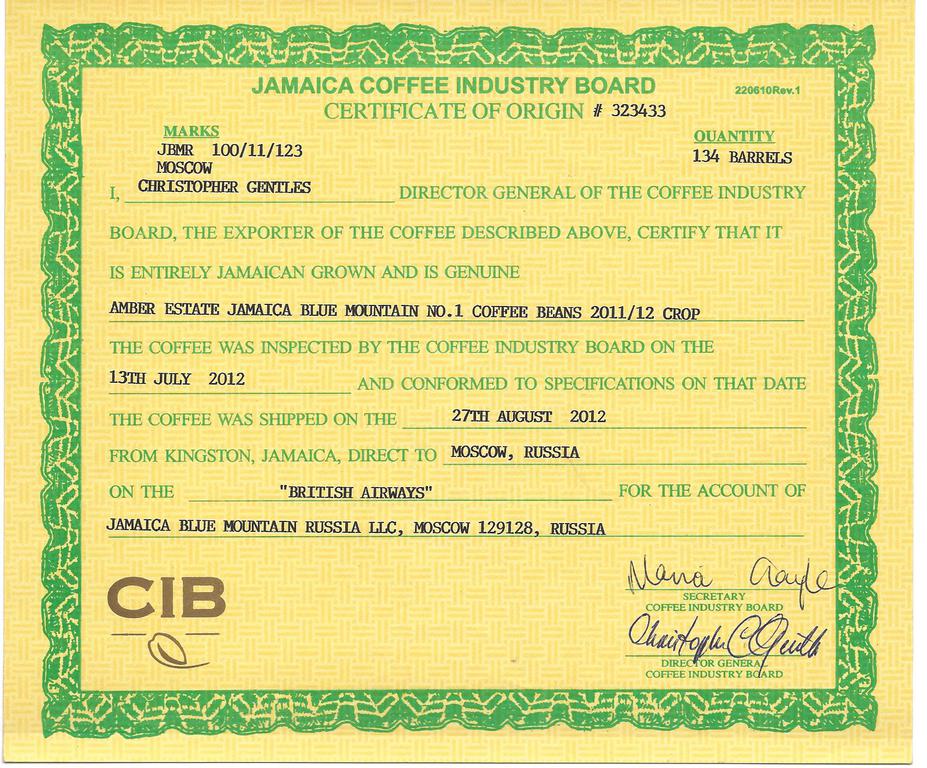 JAMAICA COFFEE INDUSTRY BOARD
220610Rev.1
CERTIFICATE OF ORIGIN # 323433
MARKS
QUANTITY
JBMR 100/11/123
134 BARRELS
MOSCOW
I, CHRISTOPHER GENTLES DIRECTOR GENERAL OF THE COFFEE INDUSTRY
BOARD, THE EXPORTER OF THE COFFEE DESCRIBED ABOVE, CERTIFY THAT IT
IS ENTIRELY JAMAICAN GROWN AND IS GENUINE
AMBER ESTATE JAMAICA BLUE MOUNTAIN NO.1 COFFEE BEANS 2011/12 CROP
THE COFFEE WAS INSPECTED BY THE COFFEE INDUSTRY BOARD ON THE
13TH JULY 2012 AND CONFORMED TO SPECIFICATIONS ON THAT DATE
THE COFFEE WAS SHIPPED ON THE 27TH AUGUST 2012
FROM KINGSTON, JAMAICA, DIRECT TO MOSCOW, RUSSIA
ON THE "BRITISH AIRWAYS" FOR THE ACCOUNT OF
JAMAICA BLUE MOUNTAIN RUSSIA LLC, MOSCOW 129128, RUSSIA
CIB
SECRETARY
COFFEE INDUSTRY BOARD
Christopher
DIRECTOR GENERAL
COFFEE INDUSTRY BOARD